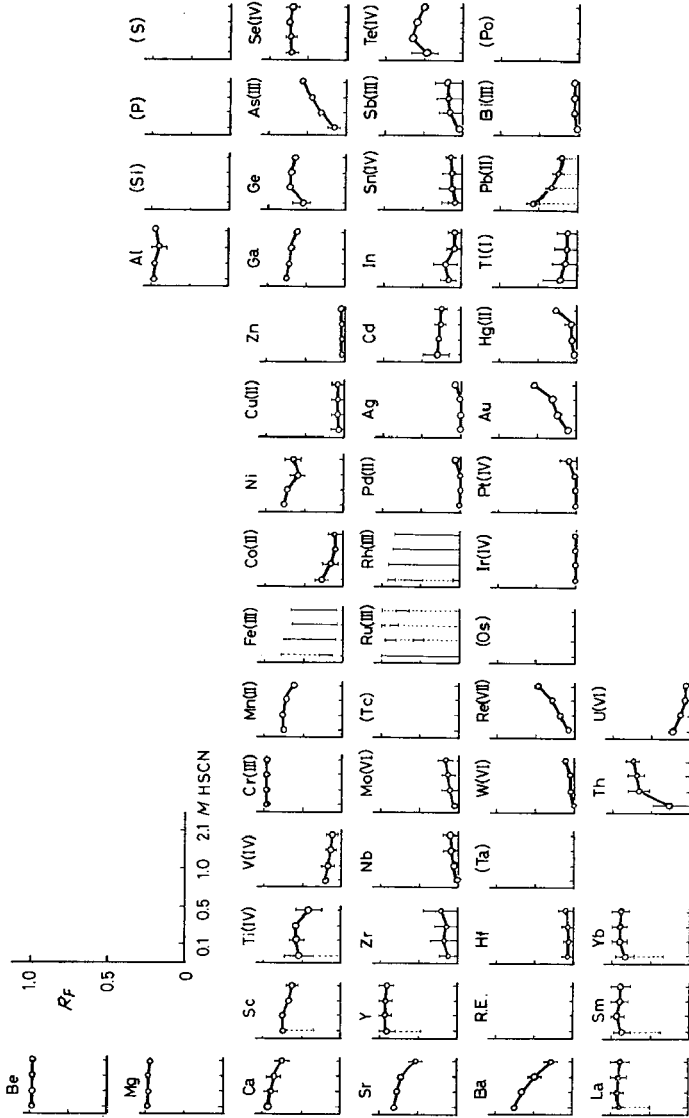 Be
Mg
R_F
1.0
0.5
0
0.1 0.5 1.0 2.1 M HSCN
Al (Si) (P) (S)
Ca Sc Ti(IV) V(IV) Cr(III) Mn(II) Fe(III) Co(II) Ni Cu(II) Zn Ga Ge As(III) Se(IV)
Sr Y Zr Nb Mo(VI) (Tc) Ru(III) Rh(III) Pd(II) Ag Cd In Sn(IV) Sb(III) Te(IV)
Ba R.E. Hf (Ta) W(VI) Re(VII) (Os) Ir(IV) Pt(IV) Au Hg(II) Tl(I) Pb(II) Bi(III) (Po)
La Sm Yb Th U(VI)